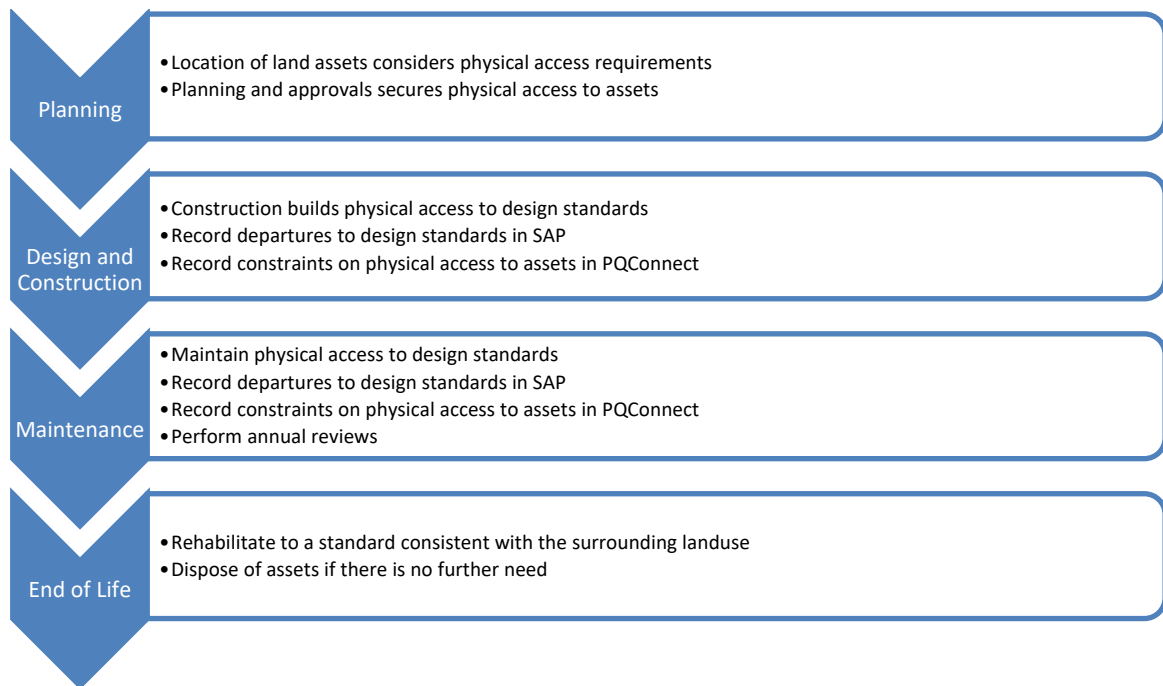 Planning
•Location of land assets considers physical access requirements
•Planning and approvals secures physical access to assets
Design and
Construction
•Construction builds physical access to design standards
•Record departures to design standards in SAP
•Record constraints on physical access to assets in PQConnect
Maintenance
•Maintain physical access to design standards
•Record departures to design standards in SAP
•Record constraints on physical access to assets in PQConnect
•Perform annual reviews
End of Life
•Rehabilitate to a standard consistent with the surrounding landuse
•Dispose of assets if there is no further need